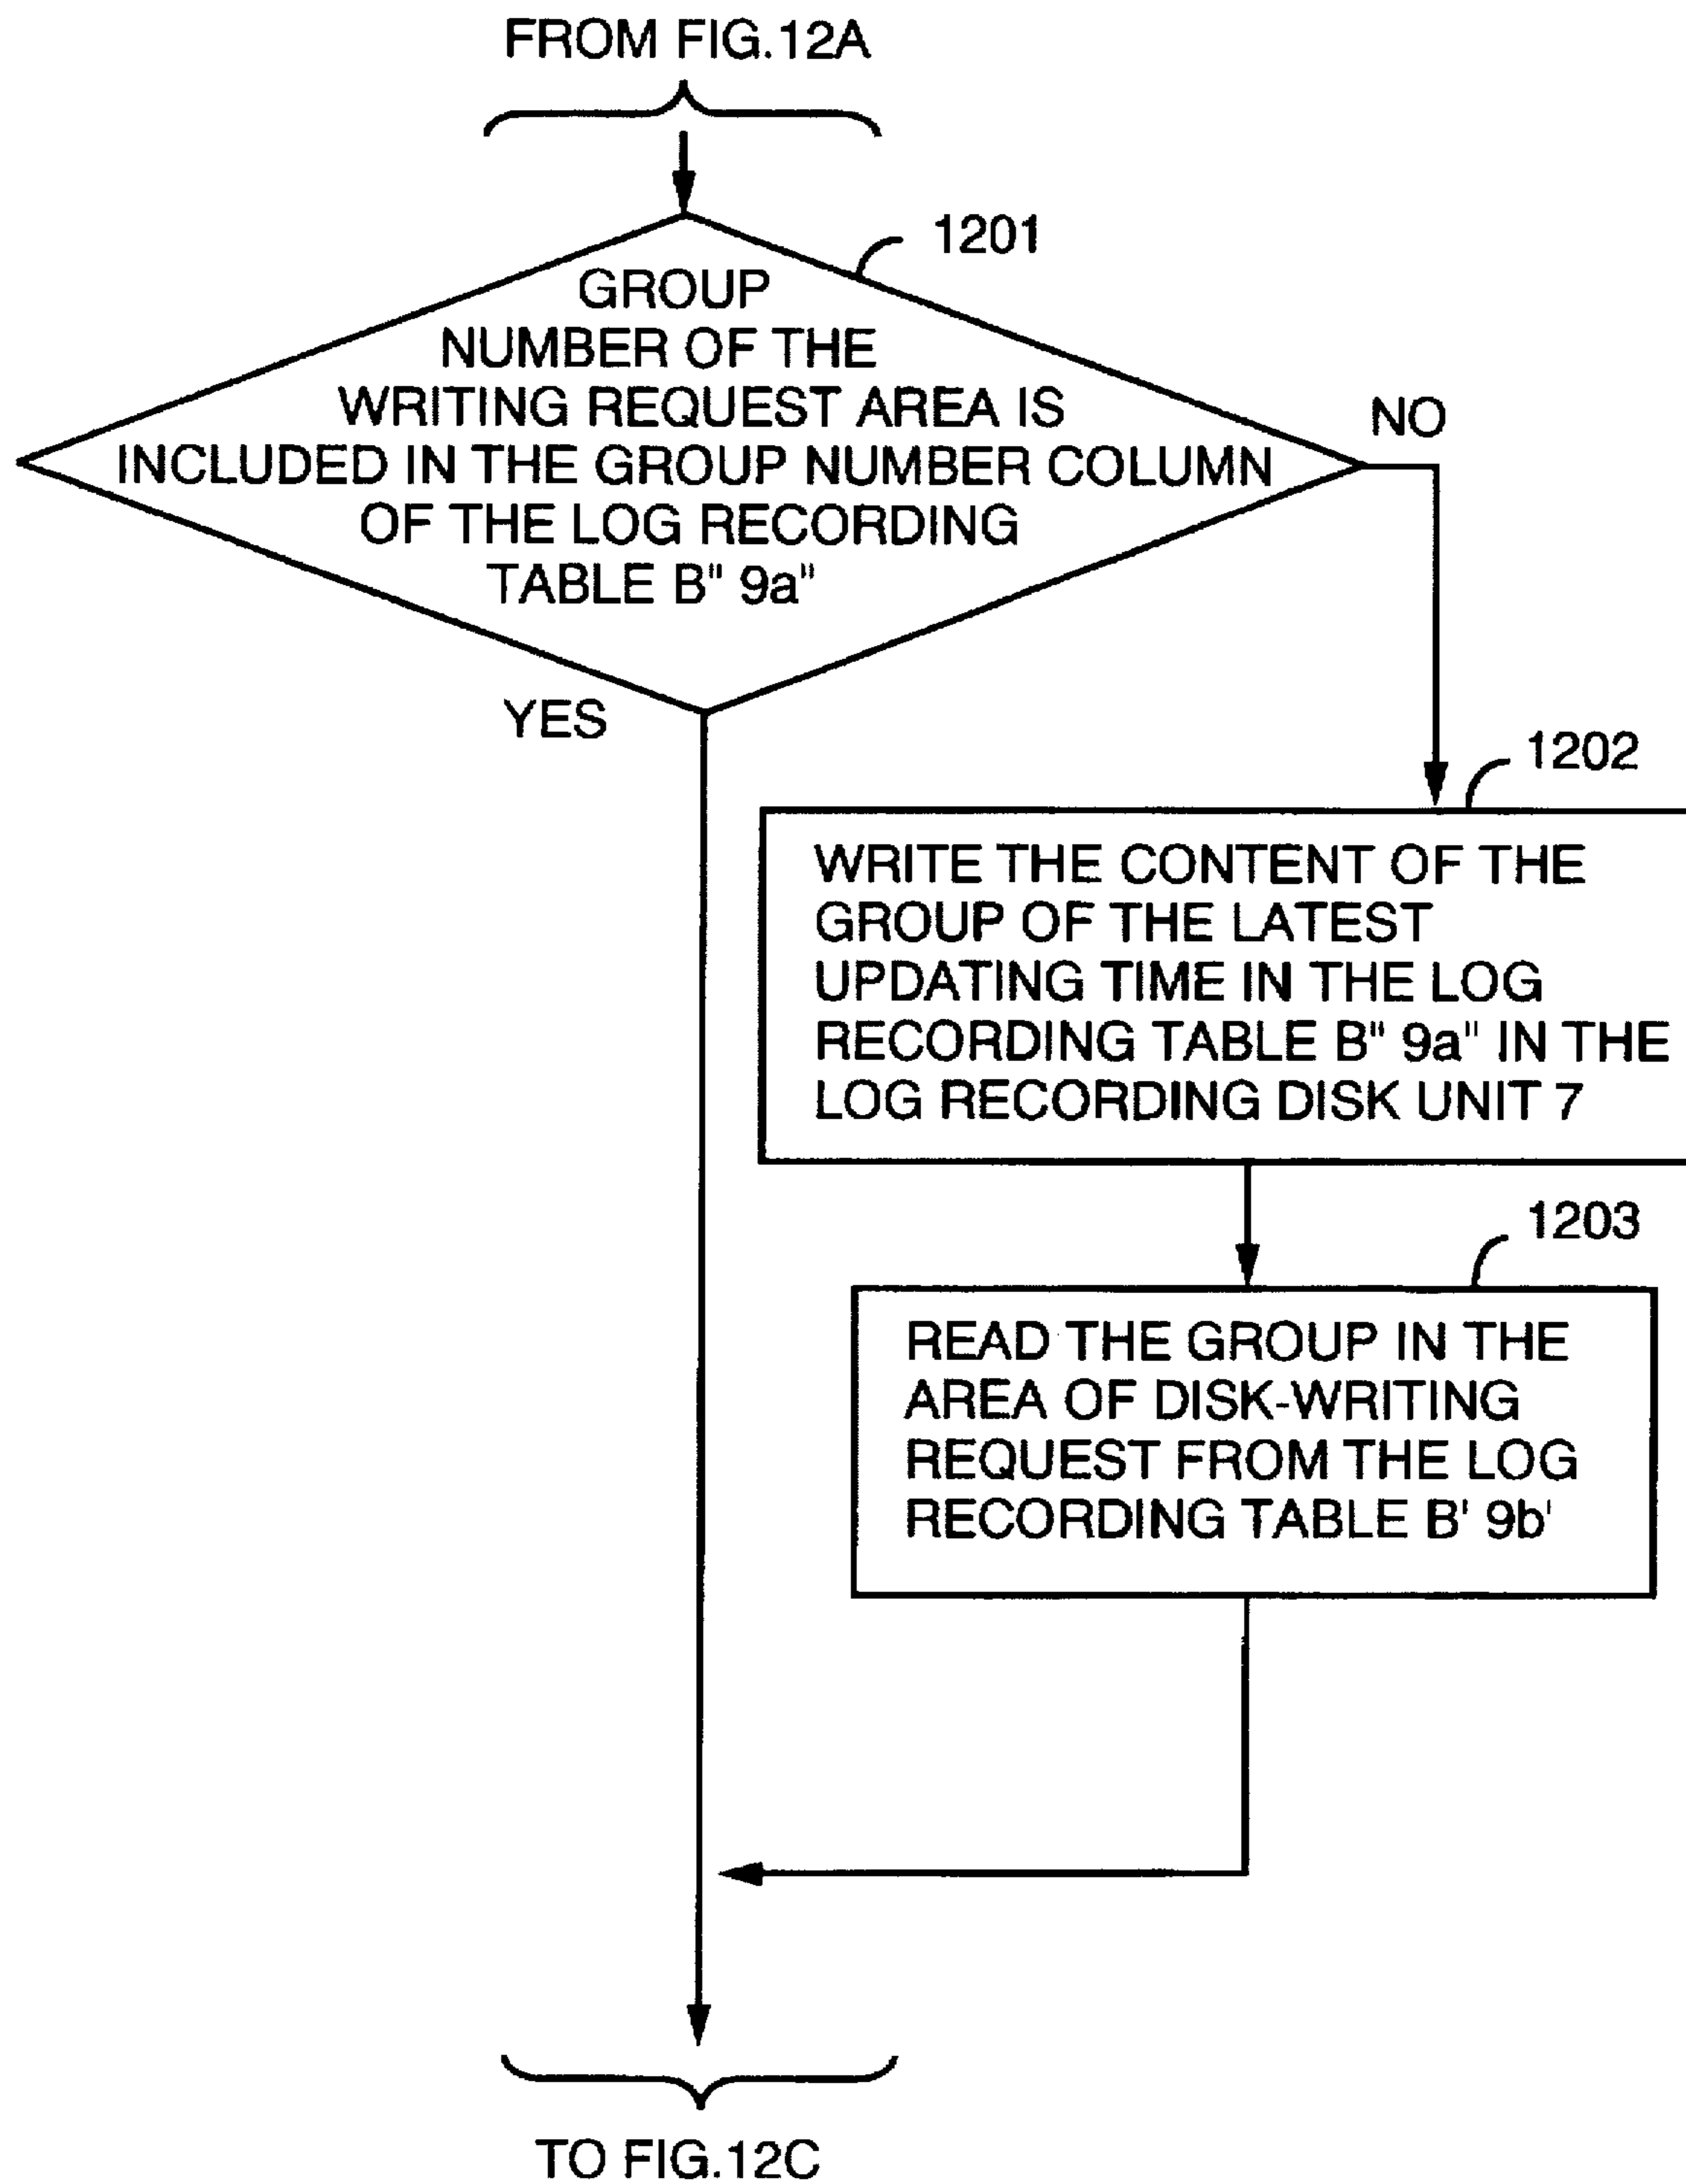 FROM FIG.12A
1201
GROUP
NUMBER OF THE
WRITING REQUEST AREA IS
INCLUDED IN THE GROUP NUMBER COLUMN
OF THE LOG RECORDING
TABLE B" 9a"
NO
YES
1202
WRITE THE CONTENT OF THE
GROUP OF THE LATEST
UPDATING TIME IN THE LOG
RECORDING TABLE B" 9a" IN THE
LOG RECORDING DISK UNIT 7
1203
READ THE GROUP IN THE
AREA OF DISK-WRITING
REQUEST FROM THE LOG
RECORDING TABLE B' 9b'
TO FIG.12C